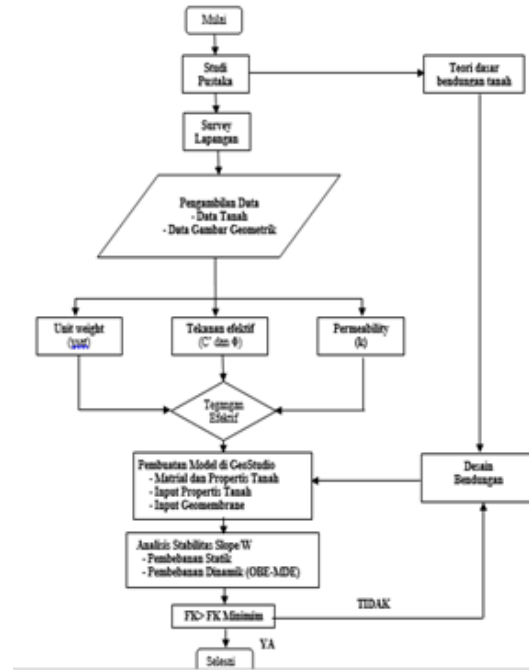 Mulai
Studi
Pustaka
Teori dasar
bendungan tanah
Survey
Lapangan
Pengambilan Data
- Data Tanah
- Data Gambar Geometrik
Unit weight
(γsat)
Tekanan efektif
(C' dan Φ)
Permeability
(k)
Tegangan
Efektif
Pembuatan Model di GeoStudio
- Matrial dan Propertis Tanah
- Input Propertis Tanah
- Input Geomembrane
Desain
Bendungan
Analisis Stabilitas Slope/W
- Pembebanan Statik
- Pembebanan Dinamik (OBE-MDE)
FK> FK Minimim
TIDAK
YA
Selesai